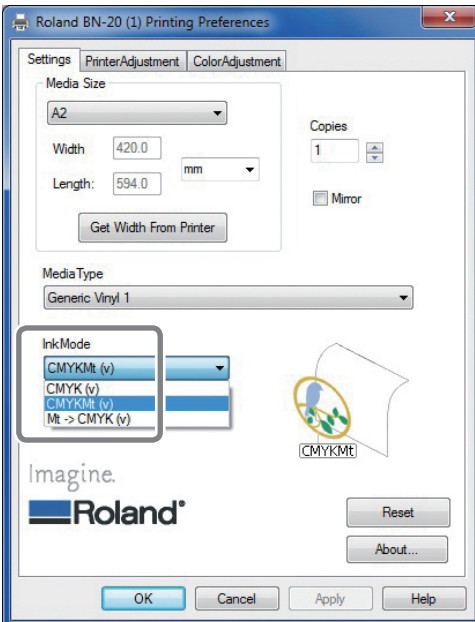 Roland BN-20 (1) Printing Preferences
Settings PrinterAdjustment ColorAdjustment
Media Size
A2
Width 420.0
mm
Length: 594.0
Get Width From Printer
Copies
1
Mirror
MediaType
Generic Vinyl 1
InkMode
CMYKMt (v)
CMYK (v)
CMYKMt (v)
Mt -> CMYK (v)
CMYKMt
Imagine.
Roland®
Reset
About...
OK Cancel Apply Help